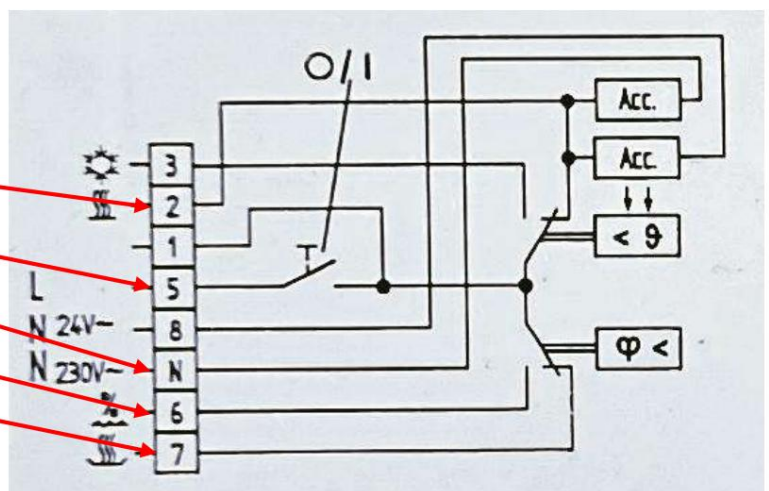 O/I
Acc.
3
Acc.
2
1
< ϑ
5
L
8
N 24V~
N
N 230V~
φ <
6
%
7